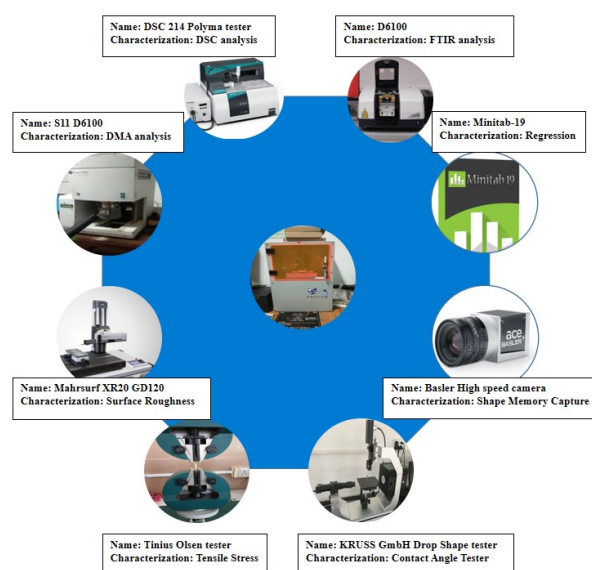 Name: DSC 214 Polyma tester
Characterization: DSC analysis
Name: D6100
Characterization: FTIR analysis
Name: S11 D6100
Characterization: DMA analysis
Name: Minitab-19
Characterization: Regression
Minitab 19
ace
BASLER
Name: Mahrsurf XR20 GD120
Characterization: Surface Roughness
Name: Basler High speed camera
Characterization: Shape Memory Capture
Name: Tinius Olsen tester
Characterization: Tensile Stress
Name: KRUSS GmbH Drop Shape tester
Characterization: Contact Angle Tester